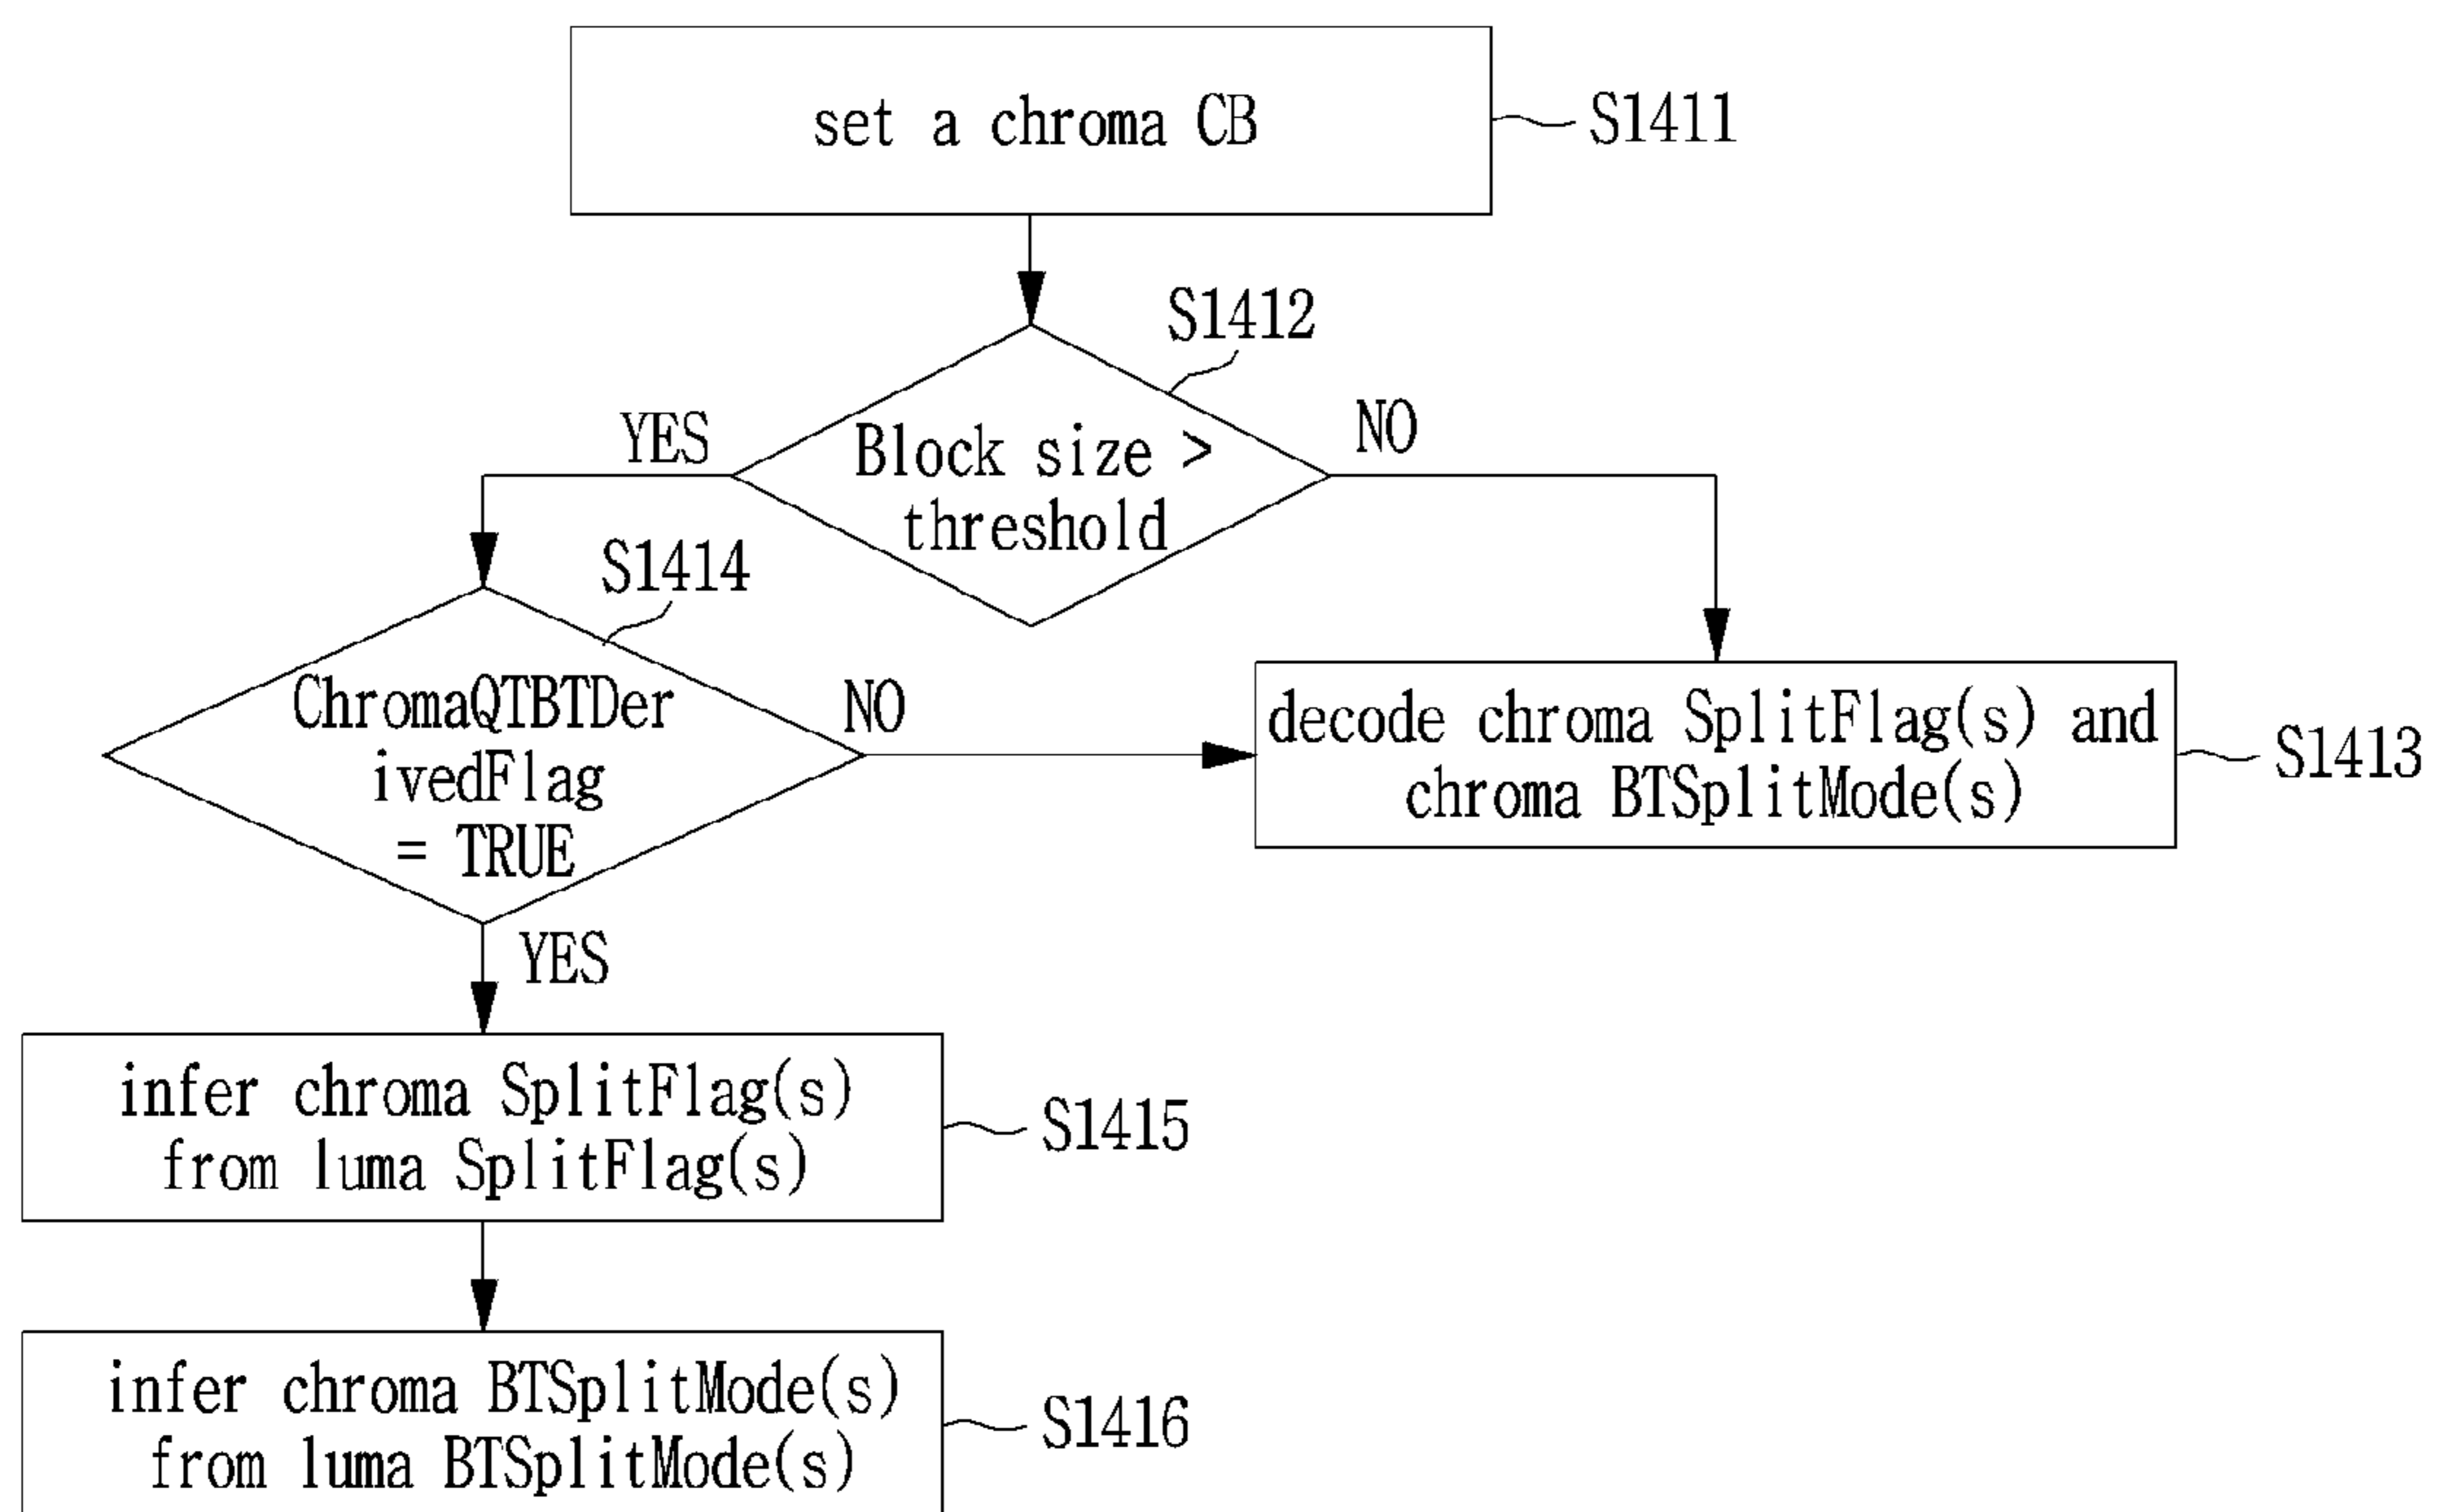 set a chroma CB
S1411
S1412
YES
NO
Block size >
threshold
S1414
ChromaQTBTDer
ivedFlag
= TRUE
NO
decode chroma SplitFlag(s) and
chroma BTSplitMode(s)
S1413
YES
infer chroma SplitFlag(s)
from luma SplitFlag(s)
S1415
infer chroma BTSplitMode(s)
from luma BTSplitMode(s)
S1416